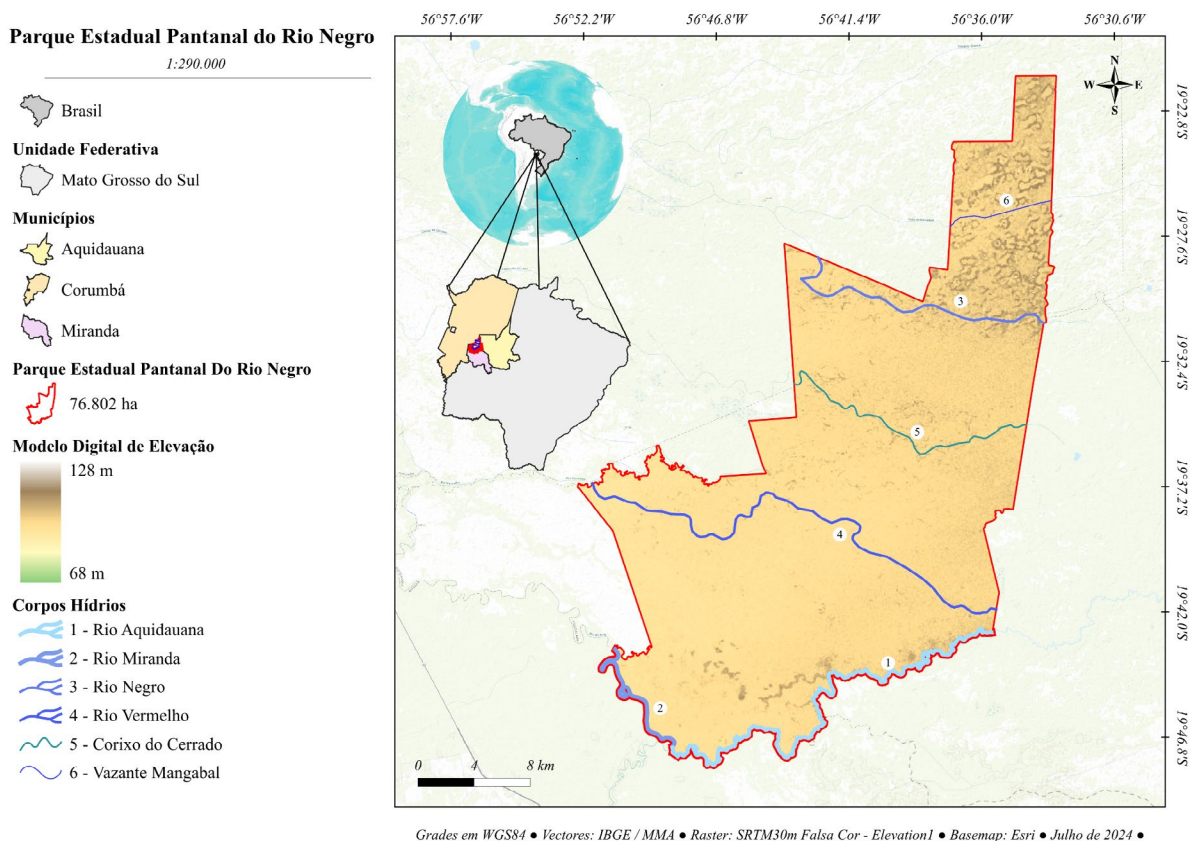 Parque Estadual Pantanal do Rio Negro
1:290.000
Brasil
Unidade Federativa
Mato Grosso do Sul
Municípios
Aquidauana
Corumbá
Miranda
Parque Estadual Pantanal Do Rio Negro
76.802 ha
Modelo Digital de Elevação
128 m
68 m
Corpos Hídrios
1 - Rio Aquidauana
2 - Rio Miranda
3 - Rio Negro
4 - Rio Vermelho
5 - Corixo do Cerrado
6 - Vazante Mangabal
56°57.6'W 56°52.2'W 56°46.8'W 56°41.4'W 56°36.0'W 56°30.6'W
N
W E
S
19°22.8'S
19°27.6'S
19°32.4'S
19°37.2'S
19°42.0'S
19°46.8'S
6
3
5
4
1
2
0 4 8 km
Grades em WGS84 ● Vectores: IBGE / MMA ● Raster: SRTM30m Falsa Cor - Elevation1 ● Basemap: Esri ● Julho de 2024 ●